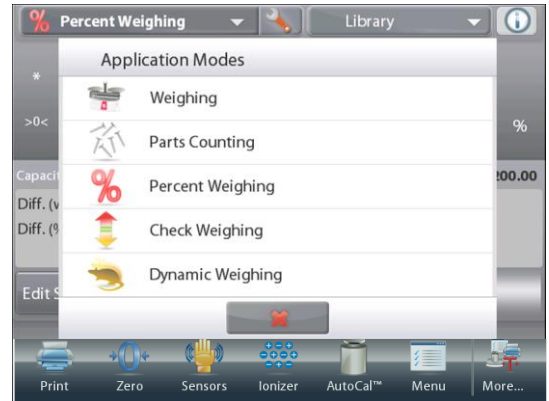 % Percent Weighing Library
Application Modes
*
Weighing
>0<
Parts Counting
%
Capacit
Percent Weighing
200.00
Diff. (w
Diff. (%
Check Weighing
Dynamic Weighing
Edit S
Print Zero Sensors Ionizer AutoCal™ Menu More...